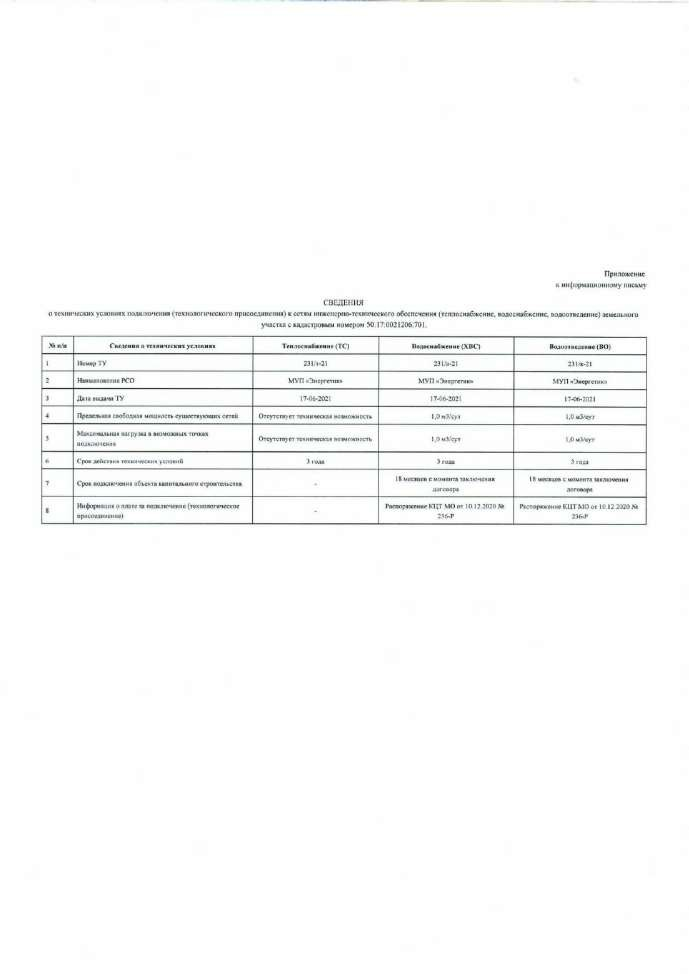 Приложение
к информационному письму
СВЕДЕНИЯ
о технических условиях подключения (технологического присоединения) к сетям инженерно-технического обеспечения (теплоснабжение, водоснабжение, водоотведение) земельного
участка с кадастровым номером 50:17:0021206:701.
№ п/п Сведения о технических условиях Теплоснабжение (ТС) Водоснабжение (ХВС) Водоотведение (ВО)
1 Номер ТУ 231/э-21 231/э-21 231/э-21
2 Наименование РСО МУП «Энергетик» МУП «Энергетик» МУП «Энергетик»
3 Дата выдачи ТУ 17-06-2021 17-06-2021 17-06-2021
4 Предельная свободная мощность существующих сетей Отсутствует техническая возможность 1,0 м3/сут 1,0 м3/сут
5 Максимальная нагрузка в возможных точках
подключения Отсутствует техническая возможность 1,0 м3/сут 1,0 м3/сут
6 Срок действия технических условий 3 года 3 года 3 года
7 Срок подключения объекта капитального строительства - 18 месяцев с момента заключения
договора 18 месяцев с момента заключения
договора
8 Информация о плате за подключение (технологическое
присоединение) - Распоряжение КЦТ МО от 10.12.2020 №
236-Р Распоряжение КЦТ МО от 10.12.2020 №
236-Р